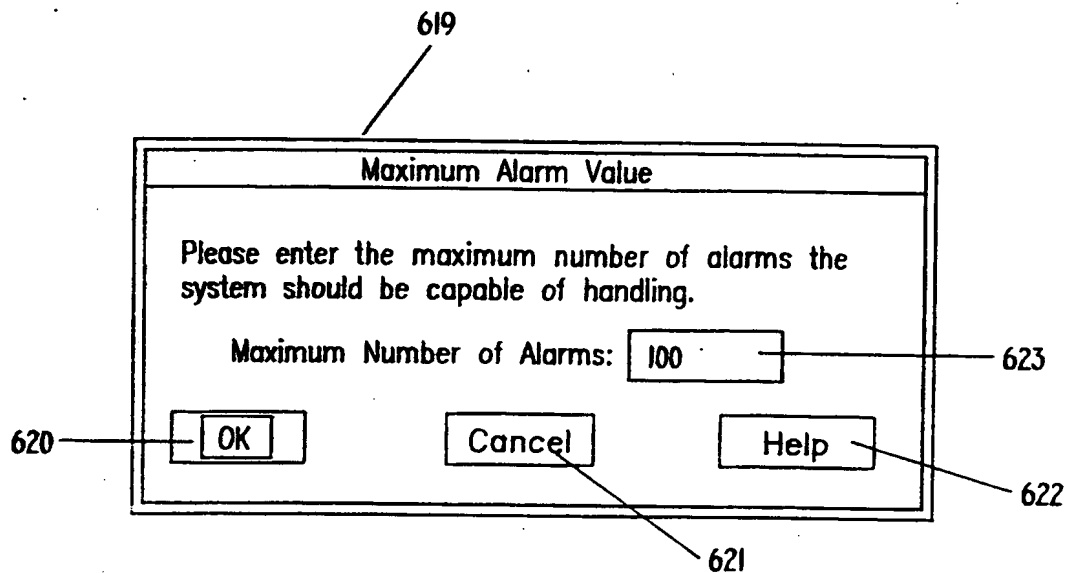 619
Maximum Alarm Value
Please enter the maximum number of alarms the
system should be capable of handling.
Maximum Number of Alarms: 100
623
620
OK
Cancel
Help
622
621